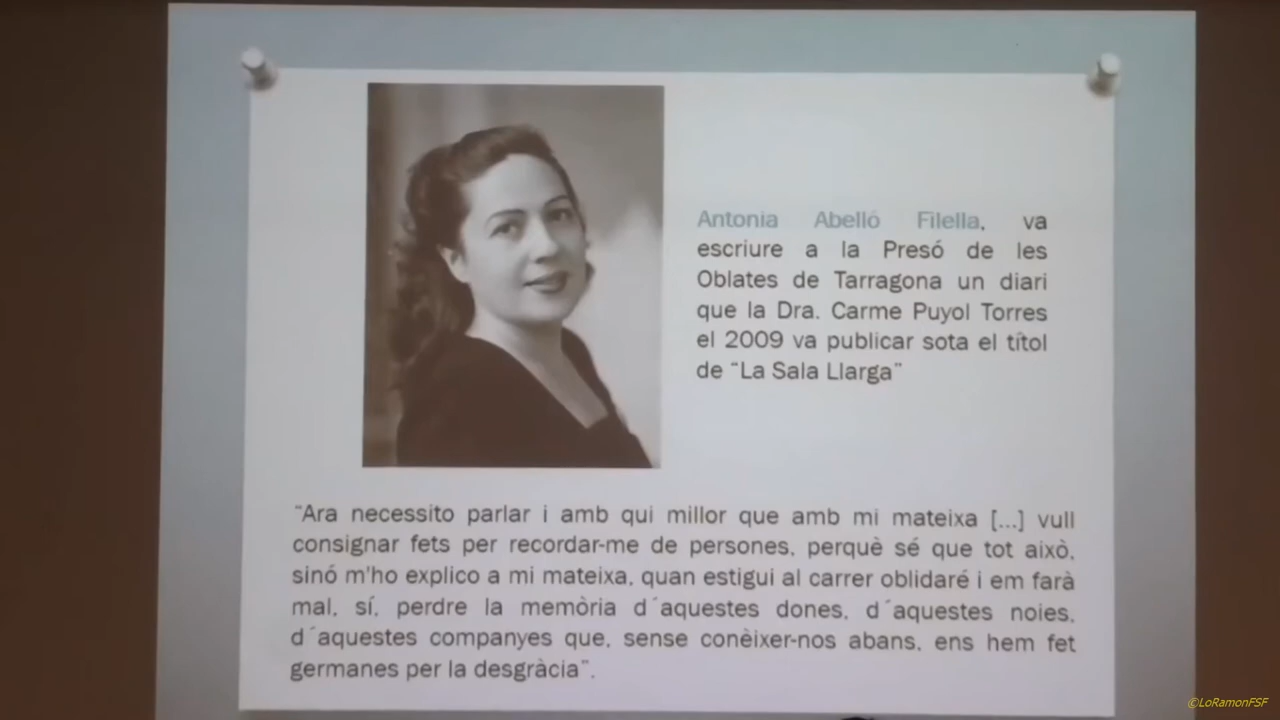 Antonia Abelló Filella, va
escriure a la Presó de les
Oblates de Tarragona un diari
que la Dra. Carme Puyol Torres
el 2009 va publicar sota el títol
de “La Sala Llarga”
“Ara necessito parlar i amb qui millor que amb mi mateixa [...] vull
consignar fets per recordar-me de persones, perquè sé que tot això,
sinó m'ho explico a mi mateixa, quan estigui al carrer oblidaré i em farà
mal, sí, perdre la memòria d´aquestes dones, d´aquestes noies,
d´aquestes companyes que, sense conèixer-nos abans, ens hem fet
germanes per la desgràcia”.
©LoRamonFSF